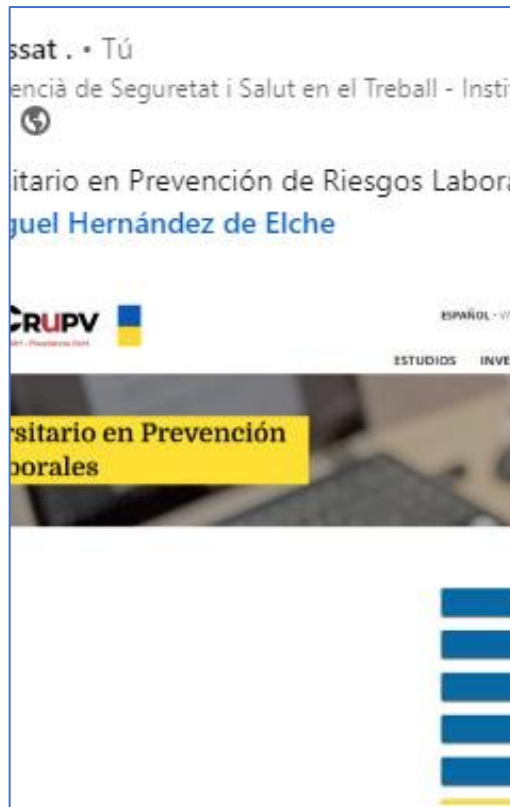 ssat . • Tú
encià de Seguretat i Salut en el Treball - Insti
itario en Prevención de Riesgos Labora
guel Hernández de Elche
CRUPV
ESPAÑOL
ESTUDIOS INVE
rsitario en Prevención
borales